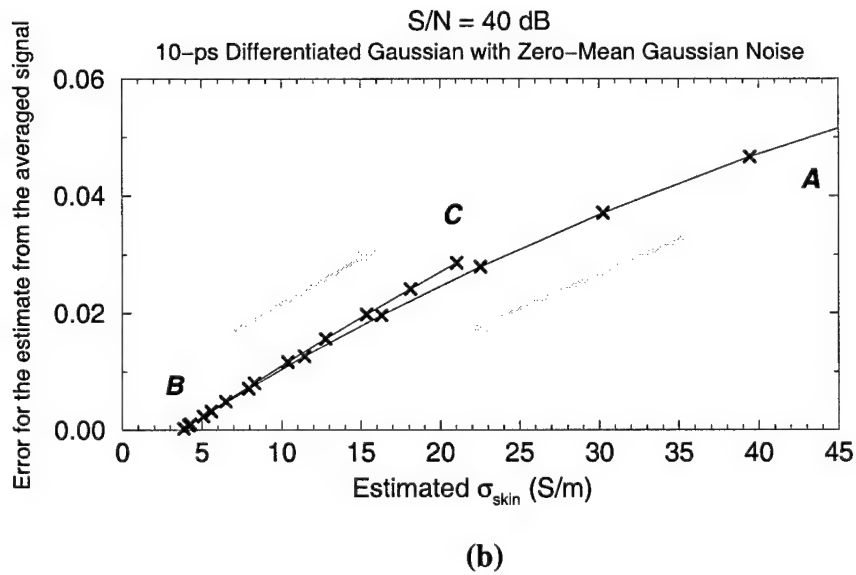 S/N = 40 dB
10−ps Differentiated Gaussian with Zero−Mean Gaussian Noise
Error for the estimate from the averaged signal
0.06
0.04
0.02
0.00
A
C
B
0 5 10 15 20 25 30 35 40 45
Estimated σskin (S/m)
(b)